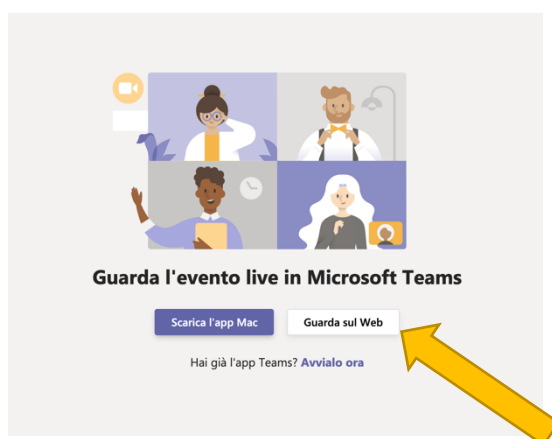 Guarda l'evento live in Microsoft Teams
Scarica l'app Mac
Guarda sul Web
Hai già l'app Teams? Avvialo ora